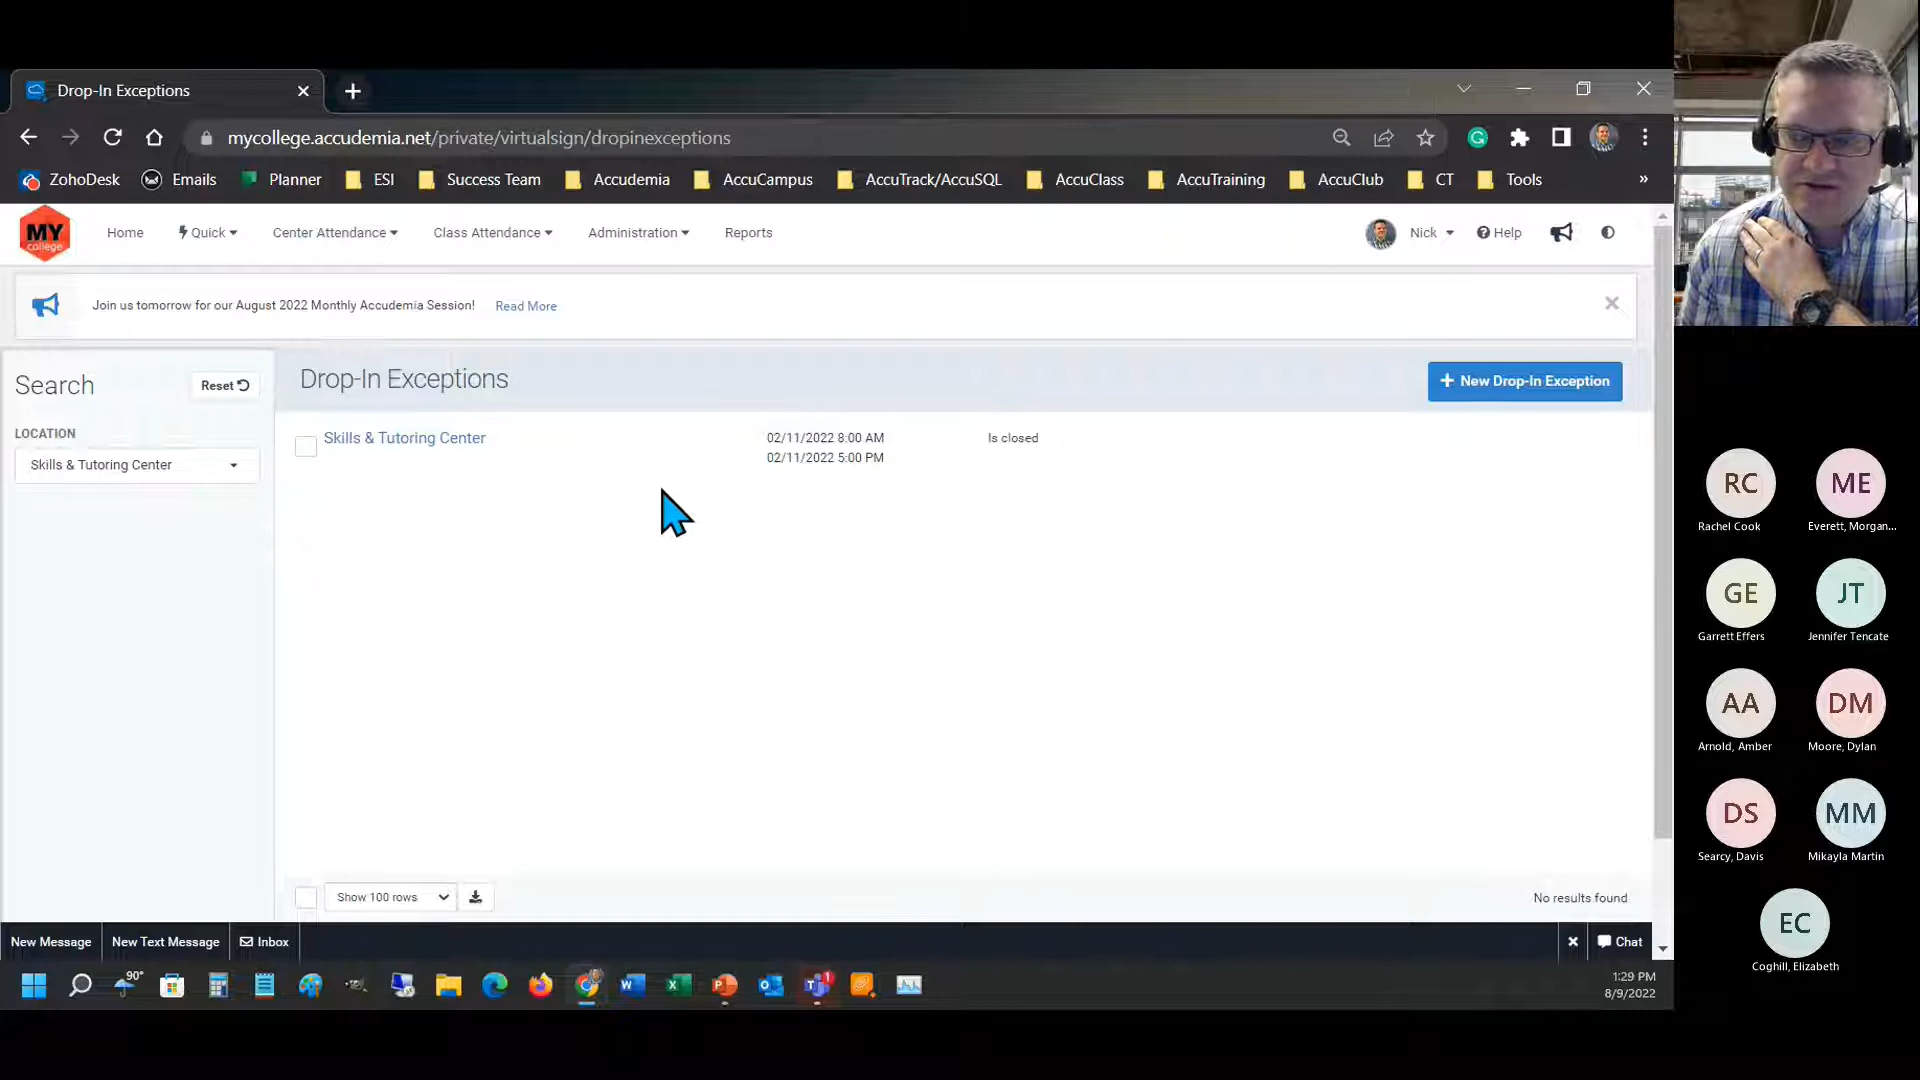 Drop-In Exceptions
mycollege.accudemia.net/private/virtualsign/dropinexceptions
ZohoDesk Emails Planner ESI Success Team Accudemia AccuCampus AccuTrack/AccuSQL AccuClass AccuTraining AccuClub CT Tools »
MY college
Home Quick Center Attendance Class Attendance Administration Reports Nick Help
Join us tomorrow for our August 2022 Monthly Accudemia Session! Read More
Search Reset
Drop-In Exceptions
+ New Drop-In Exception
LOCATION
Skills & Tutoring Center
Skills & Tutoring Center 02/11/2022 8:00 AM Is closed
02/11/2022 5:00 PM
Show 100 rows No results found
New Message New Text Message Inbox Chat
90°
1:29 PM
8/9/2022
RC ME
Rachel Cook Everett, Morgan...
GE JT
Garrett Effers Jennifer Tencate
AA DM
Arnold, Amber Moore, Dylan
DS MM
Searcy, Davis Mikayla Martin
EC
Coghill, Elizabeth